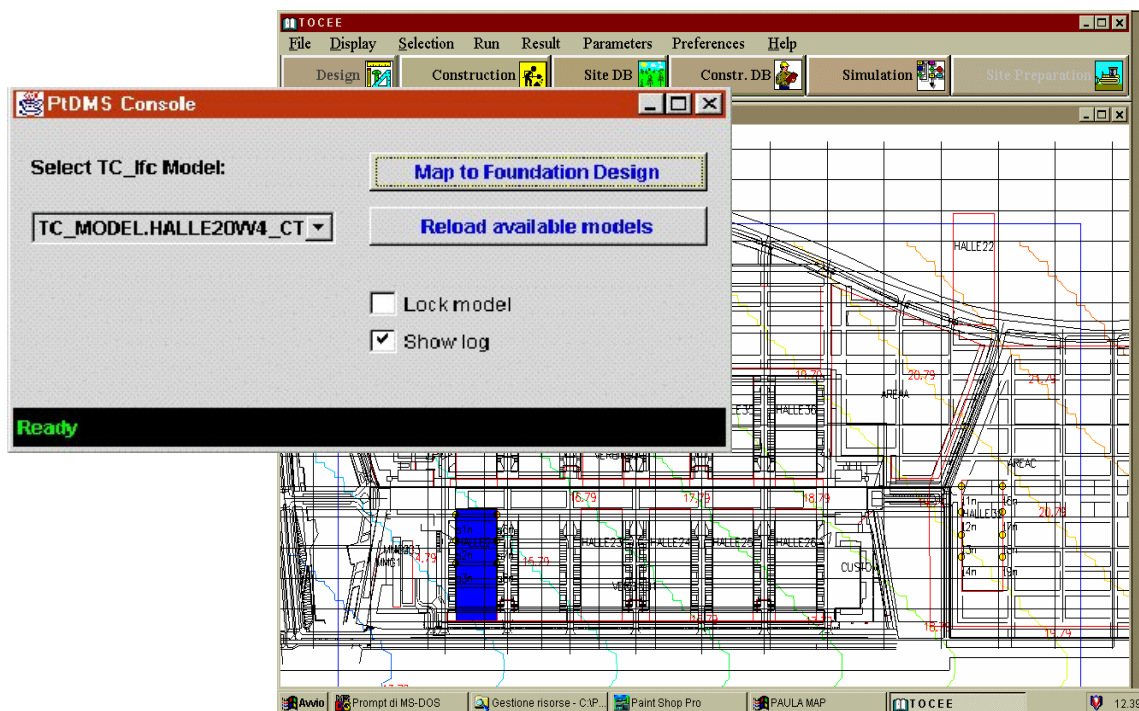 TOCEE
File Display Selection Run Result Parameters Preferences Help
Design Construction Site DB Constr. DB Simulation Site Preparation
PtDMS Console
Select TC_Ifc Model:
Map to Foundation Design
TC_MODEL.HALLE20VV4_CT
Reload available models
Lock model
Show log
Ready
HALLE22
19.79
20.79
21.79
AREAA
HALLE36
AREAC
16.79
17.79
18.79
20.79
HALLE23
HALLE24
HALLE25
HALLE26
MMG1
15.79
18.79
19.79
Avvio Prompt di MS-DOS Gestione risorse - C:\P... Paint Shop Pro PAULA MAP TOCEE 12.39